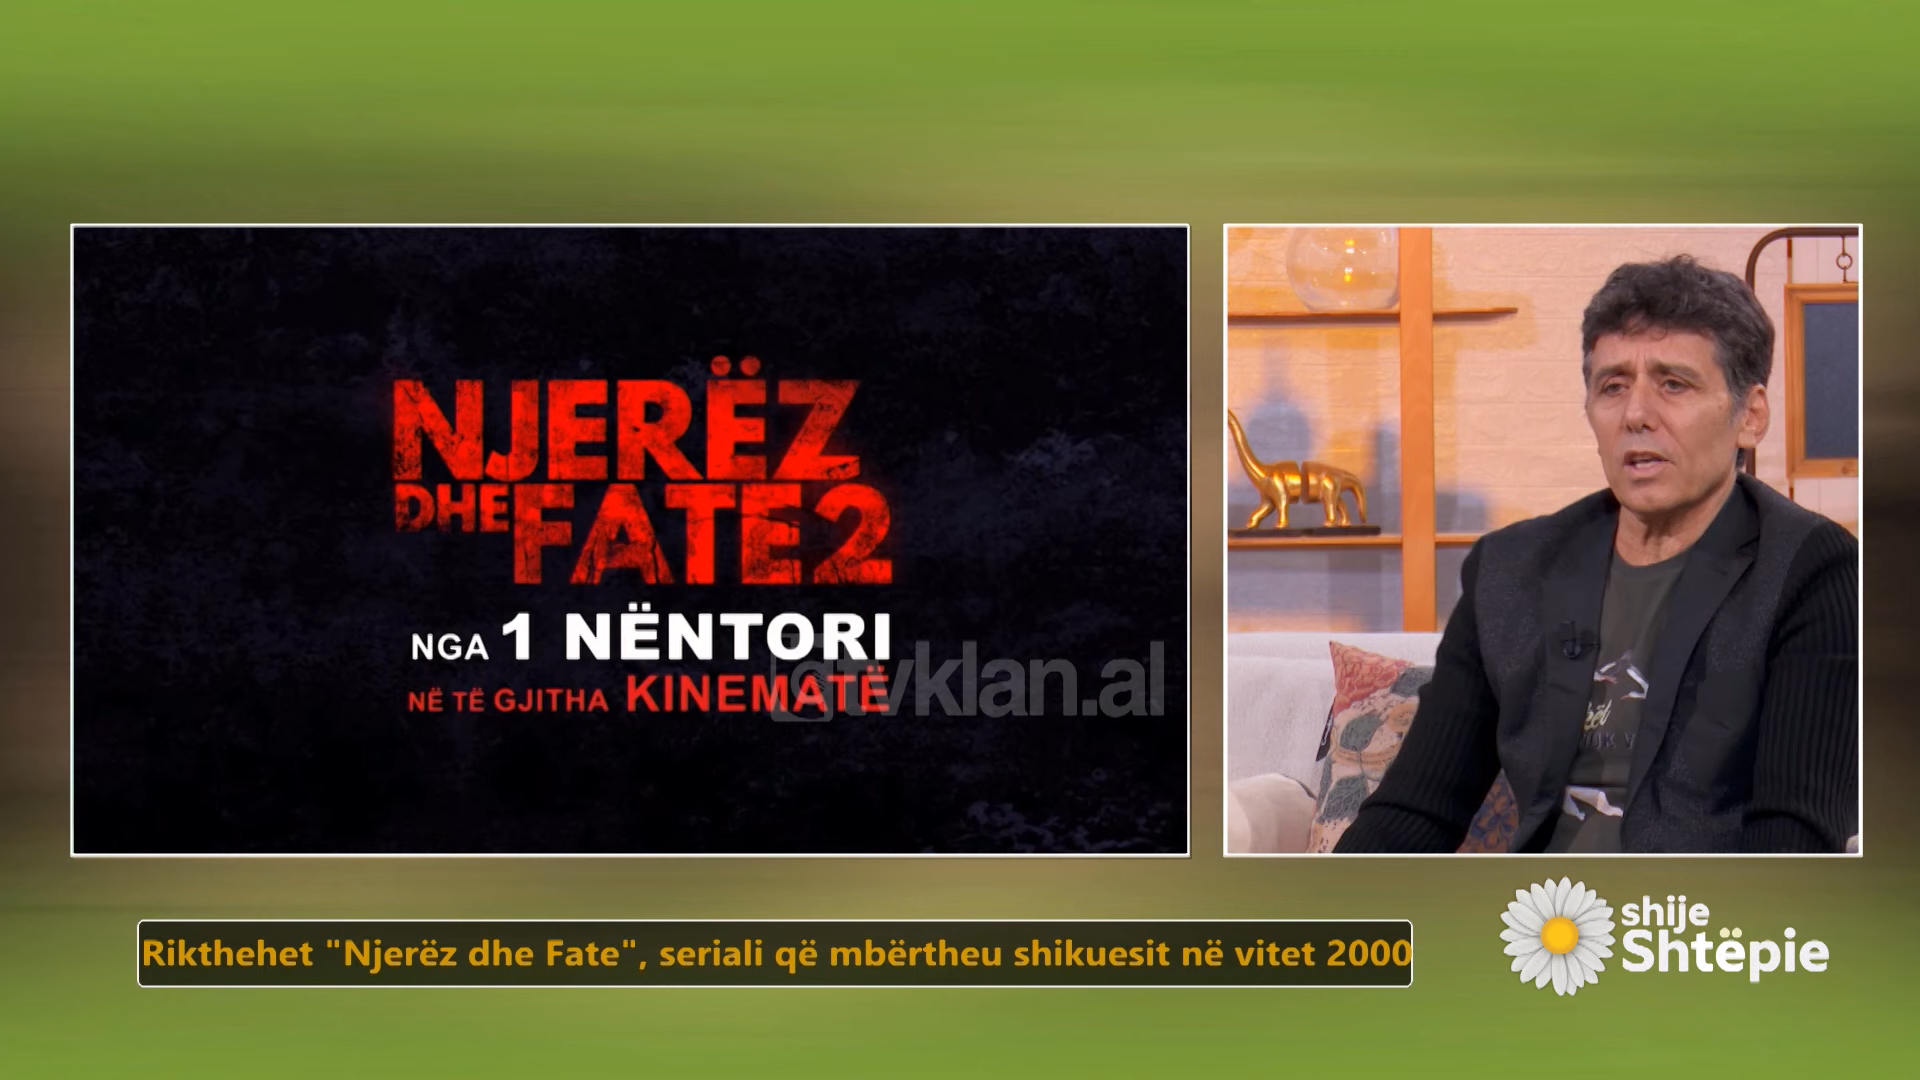 NJERËZ
DHE FATE 2
NGA 1 NËNTORI
NË TË GJITHA KINEMATË
tvklan.al
Rikthehet "Njerëz dhe Fate", seriali që mbërtheu shikuesit në vitet 2000
shije
Shtëpie